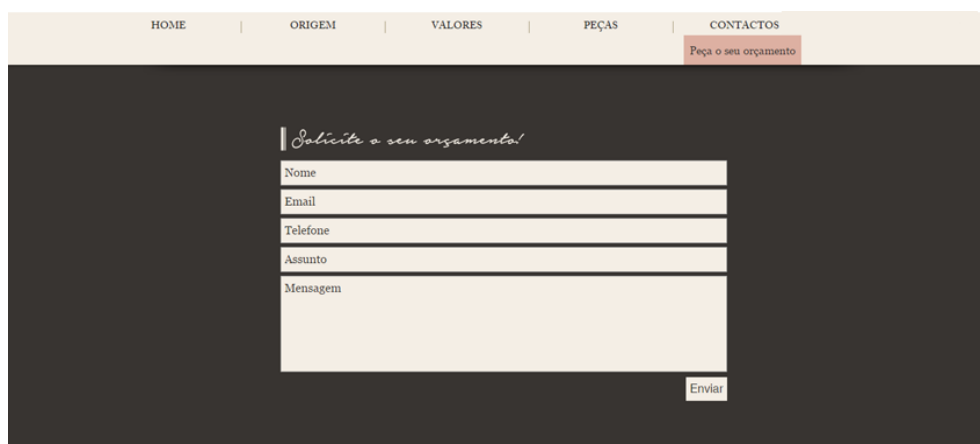 HOME | ORIGEM | VALORES | PEÇAS | CONTACTOS
Peça o seu orçamento
Solicite o seu orçamento!
Nome
Email
Telefone
Assunto
Mensagem
Enviar